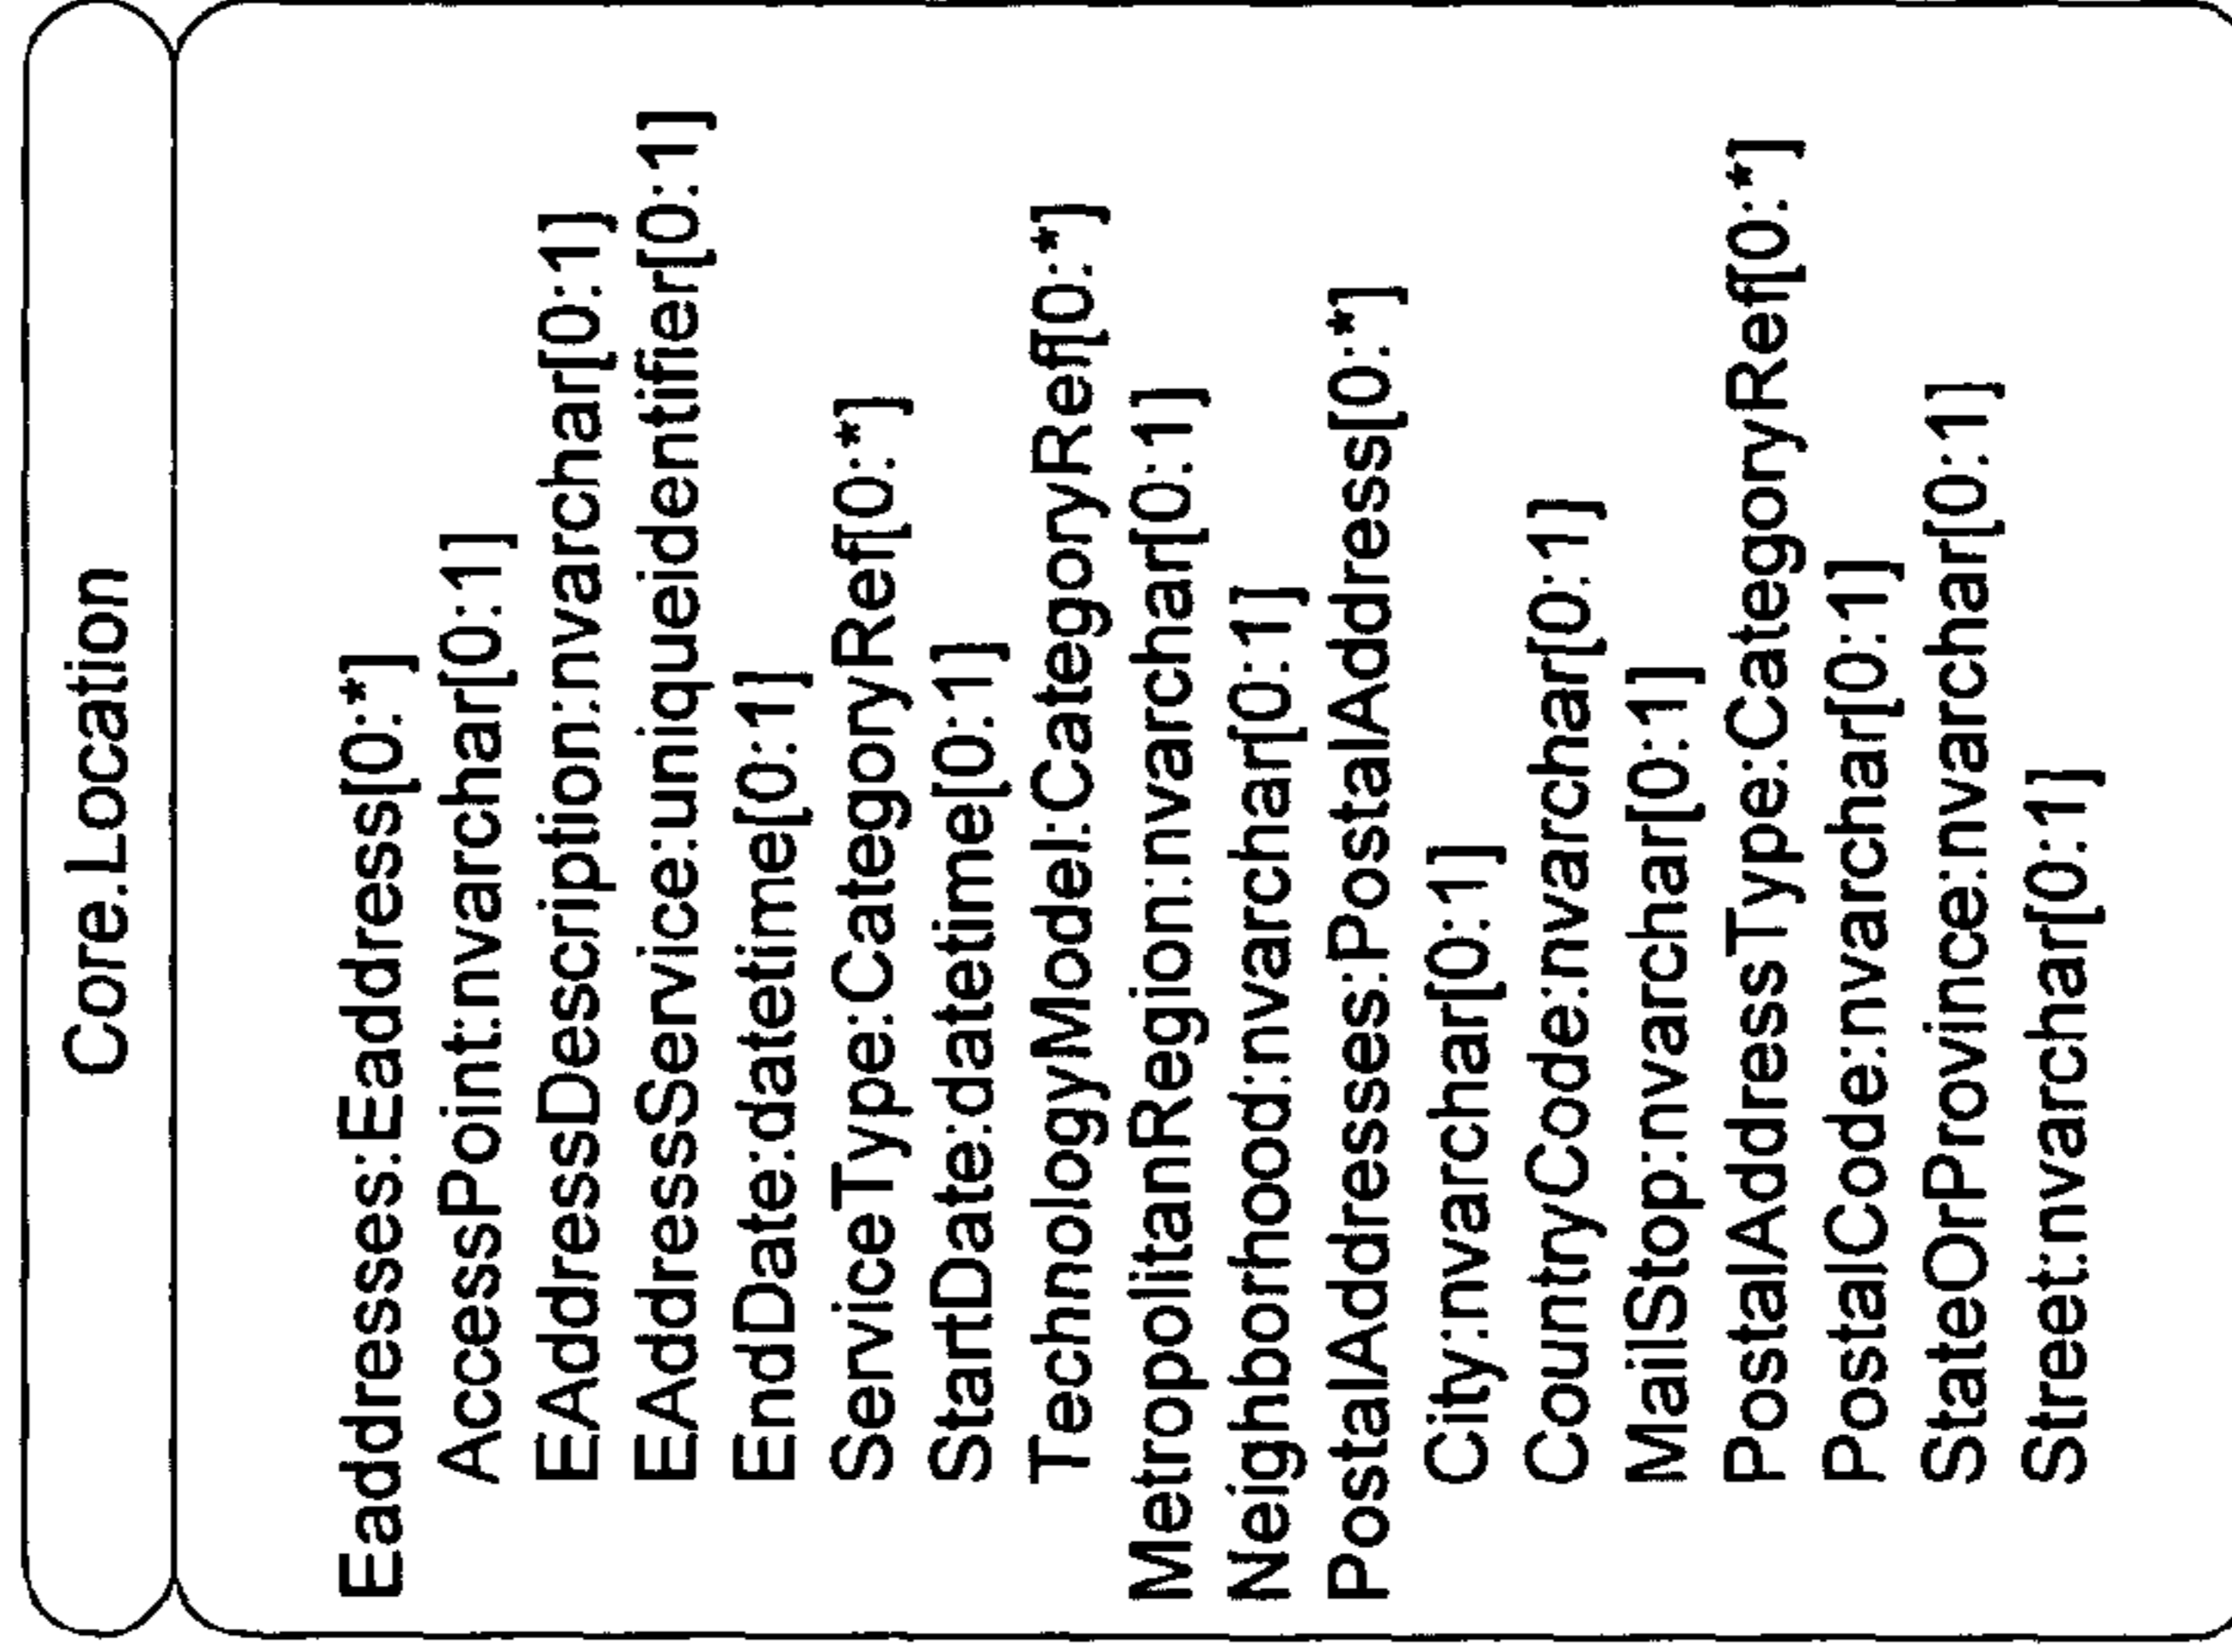 Core.Location
Eaddresses:Eaddress[0:*]
AccessPoint:nvarchar[0:1]
EAddressDescription:nvarchar[0:1]
EAddressService:uniqueidentifier[0:1]
EndDate:datetime[0:1]
ServiceType:CategoryRef[0:*]
StartDate:datetime[0:1]
TechnologyModel:CategoryRef[0:*]
MetropolitanRegion:nvarchar[0:1]
Neighborhood:nvarchar[0:1]
PostalAddresses:PostalAddress[0:*]
City:nvarchar[0:1]
CountryCode:nvarchar[0:1]
MailStop:nvarchar[0:1]
PostalAddressType:CategoryRef[0:*]
PostalCode:nvarchar[0:1]
StateOrProvince:nvarchar[0:1]
Street:nvarchar[0:1]